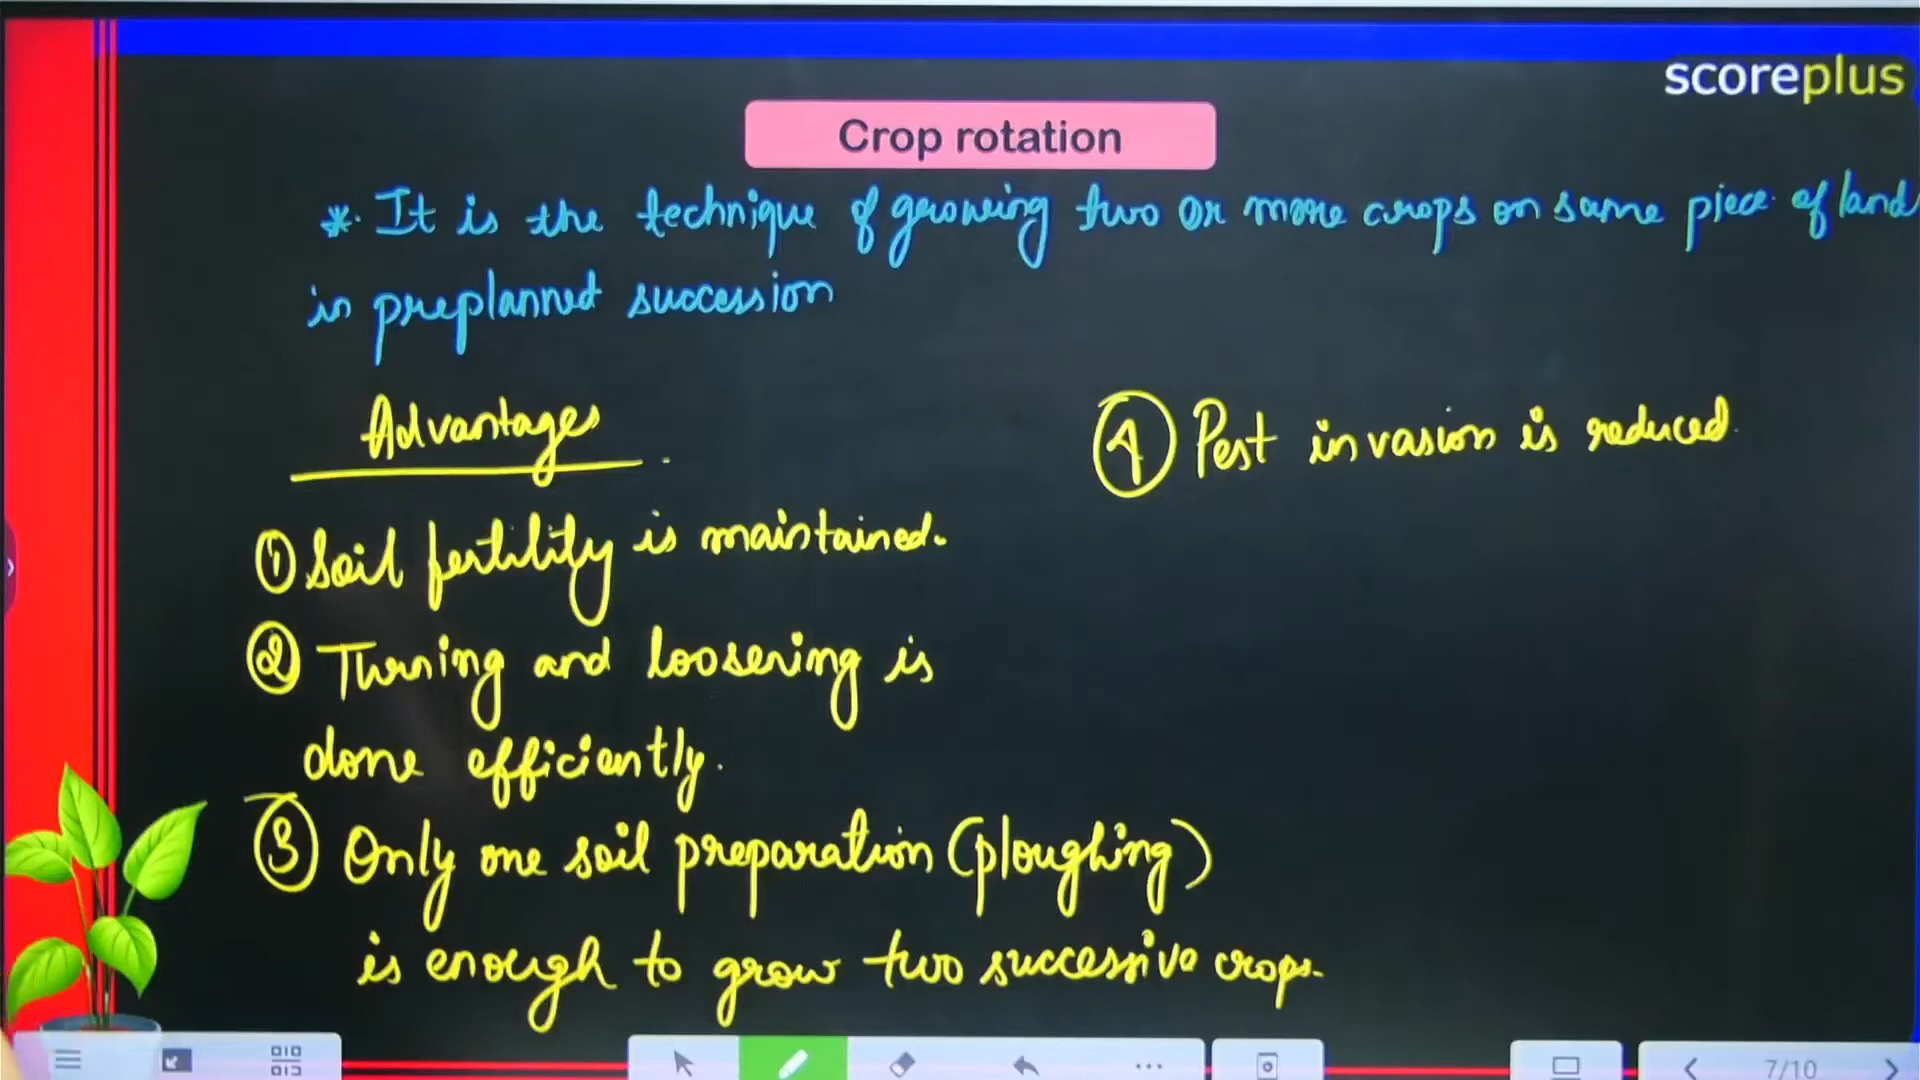 scoreplus
Crop rotation
*. It is the technique of growing two or more crops on same piece of land
in preplanned succession
Advantages
① Soil fertility is maintained.
② Turning and loosening is
done efficiently.
③ Only one soil preparation (ploughing)
is enough to grow two successive crops.
④ Pest invasion is reduced.
7/10